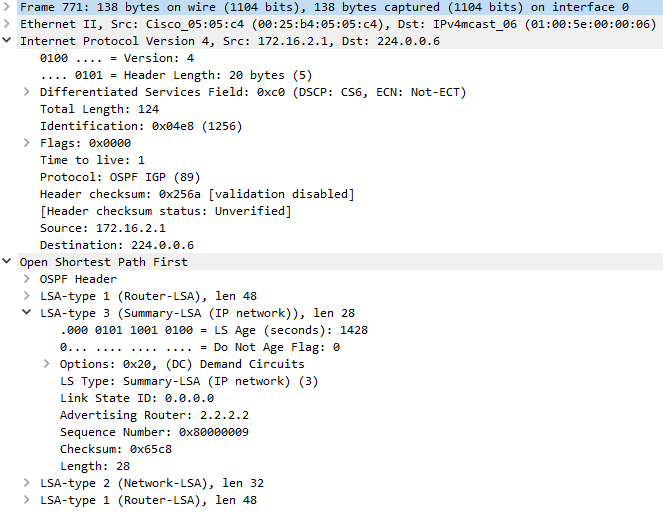 Frame 771: 138 bytes on wire (1104 bits), 138 bytes captured (1104 bits) on interface 0
Ethernet II, Src: Cisco_05:05:c4 (00:25:b4:05:05:c4), Dst: IPv4mcast_06 (01:00:5e:00:00:06)
Internet Protocol Version 4, Src: 172.16.2.1, Dst: 224.0.0.6
0100 .... = Version: 4
.... 0101 = Header Length: 20 bytes (5)
Differentiated Services Field: 0xc0 (DSCP: CS6, ECN: Not-ECT)
Total Length: 124
Identification: 0x04e8 (1256)
Flags: 0x0000
Time to live: 1
Protocol: OSPF IGP (89)
Header checksum: 0x256a [validation disabled]
[Header checksum status: Unverified]
Source: 172.16.2.1
Destination: 224.0.0.6
Open Shortest Path First
OSPF Header
LSA-type 1 (Router-LSA), len 48
LSA-type 3 (Summary-LSA (IP network)), len 28
.000 0101 1001 0100 = LS Age (seconds): 1428
0... .... .... .... = Do Not Age Flag: 0
Options: 0x20, (DC) Demand Circuits
LS Type: Summary-LSA (IP network) (3)
Link State ID: 0.0.0.0
Advertising Router: 2.2.2.2
Sequence Number: 0x80000009
Checksum: 0x65c8
Length: 28
LSA-type 2 (Network-LSA), len 32
LSA-type 1 (Router-LSA), len 48